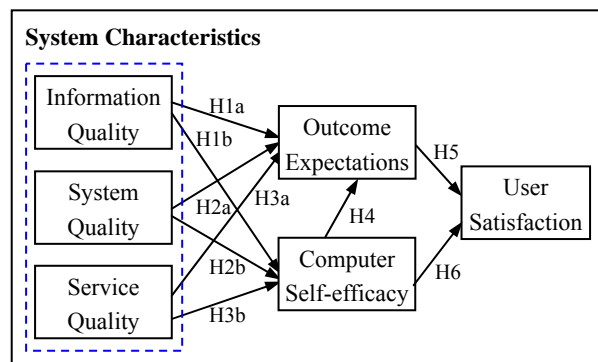 System Characteristics
Information
Quality
System
Quality
Service
Quality
H1a
H1b
H2a
H3a
H2b
H3b
Outcome
Expectations
H4
Computer
Self-efficacy
H5
H6
User
Satisfaction